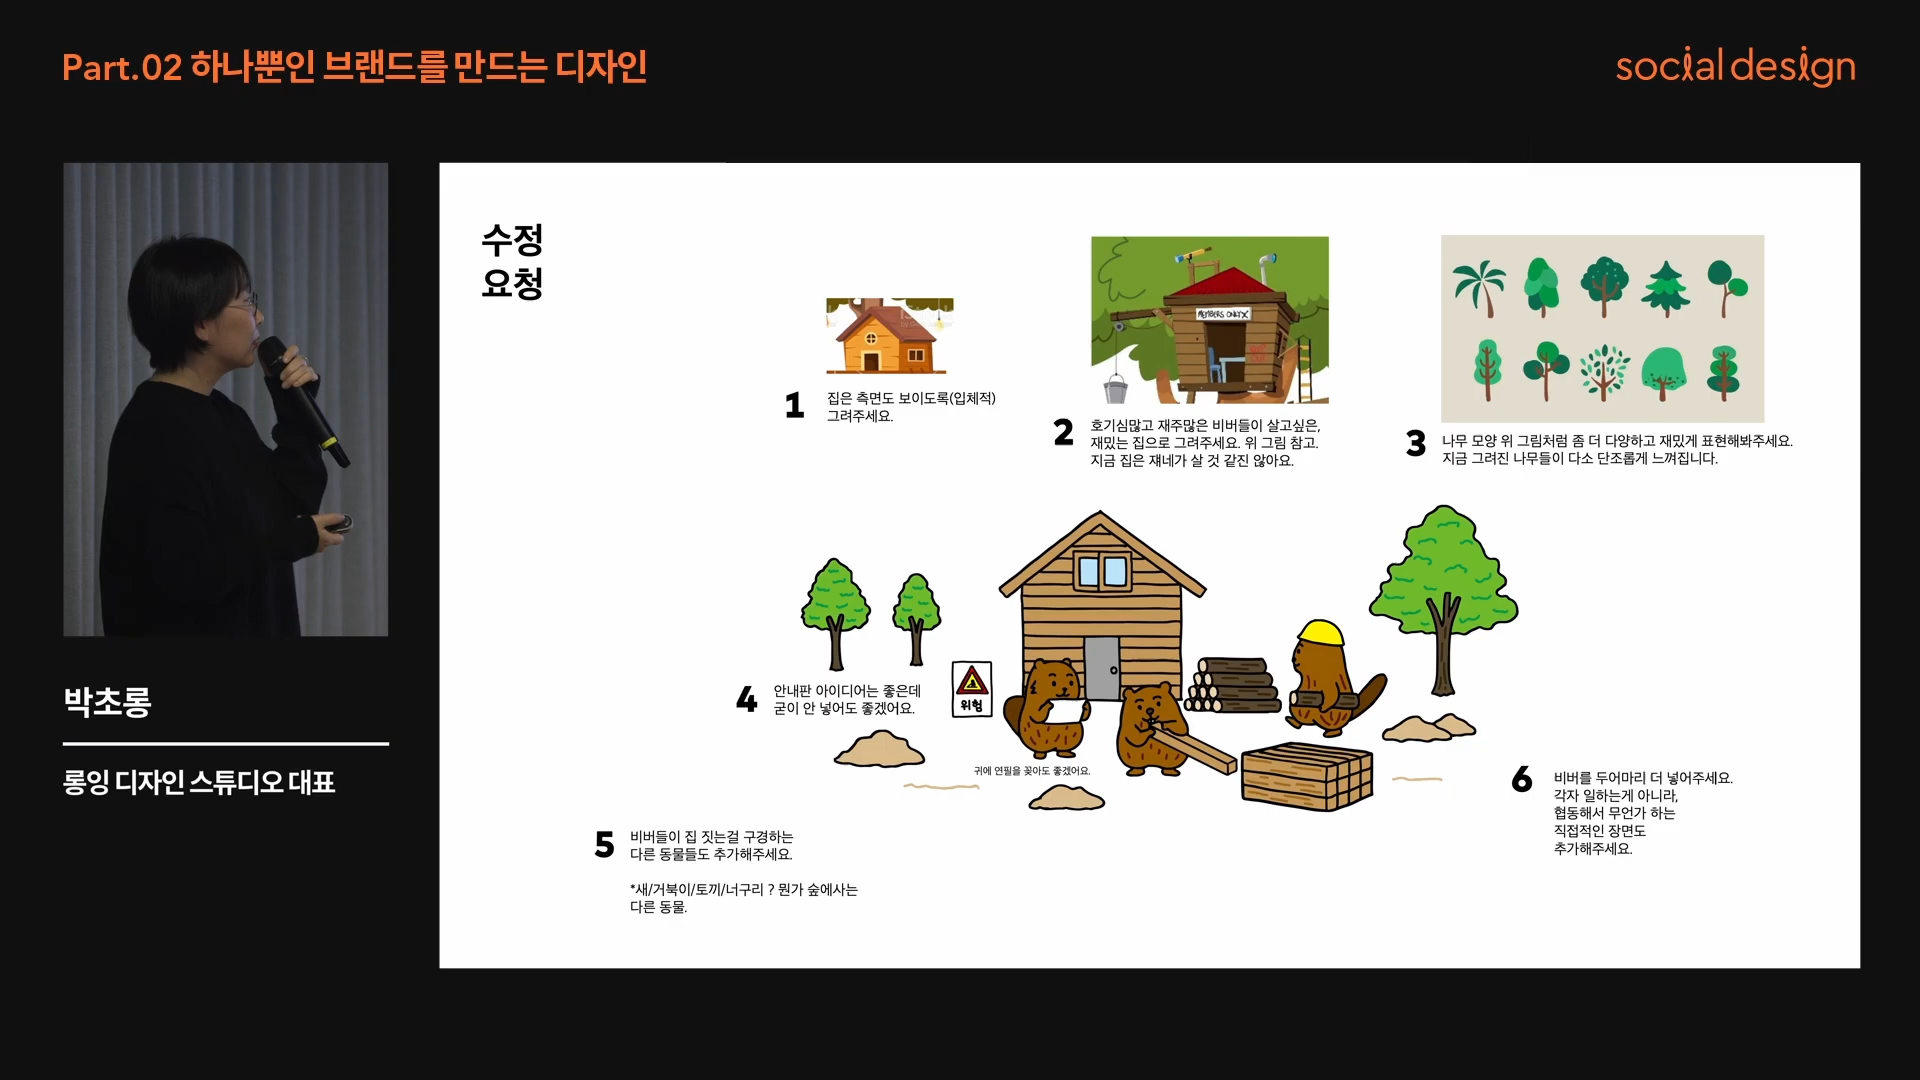 Part.02 하나뿐인 브랜드를 만드는 디자인
social design
수정
요청
MEMBERS ONLY
1
집은 측면도 보이도록(입체적)
그려주세요.
2
호기심많고 재주많은 비버들이 살고싶은,
재밌는 집으로 그려주세요. 위 그림 참고.
지금 집은 쟤네가 살 것 같진 않아요.
3
나무 모양 위 그림처럼 좀 더 다양하고 재밌게 표현해봐주세요.
지금 그려진 나무들이 다소 단조롭게 느껴집니다.
4
안내판 아이디어는 좋은데
굳이 안 넣어도 좋겠어요.
위험
귀에 연필을 꽂아도 좋겠어요.
5
비버들이 집 짓는걸 구경하는
다른 동물들도 추가해주세요.
*새/거북이/토끼/너구리 ? 뭔가 숲에사는
다른 동물.
6
비버를 두어마리 더 넣어주세요.
각자 일하는게 아니라,
협동해서 무언가 하는
직접적인 장면도
추가해주세요.
박초롱
롱잉 디자인 스튜디오 대표